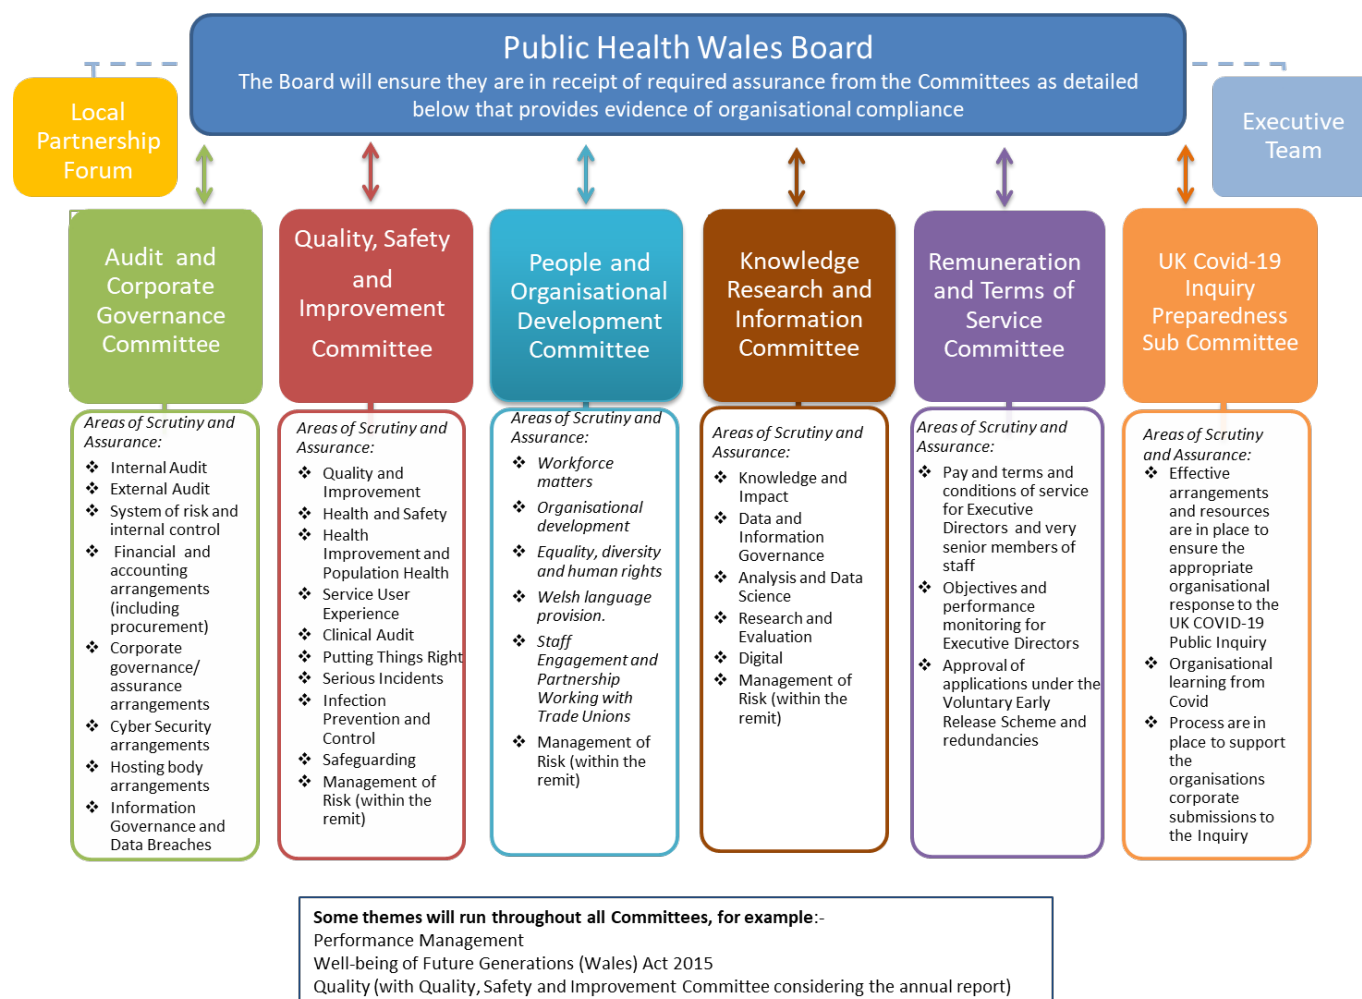 Public Health Wales Board
The Board will ensure they are in receipt of required assurance from the Committees as detailed
below that provides evidence of organisational compliance
Local
Partnership
Forum
Executive
Team
Audit and
Corporate
Governance
Committee
Quality, Safety
and
Improvement
Committee
People and
Organisational
Development
Committee
Knowledge
Research and
Information
Committee
Remuneration
and Terms of
Service
Committee
UK Covid-19
Inquiry
Preparedness
Sub Committee
Areas of Scrutiny and
Assurance:
❖ Internal Audit
❖ External Audit
❖ System of risk and
internal control
❖ Financial and
accounting
arrangements
(including
procurement)
❖ Corporate
governance/
assurance
arrangements
❖ Cyber Security
arrangements
❖ Hosting body
arrangements
❖ Information
Governance and
Data Breaches
Areas of Scrutiny and
Assurance:
❖ Quality and
Improvement
❖ Health and Safety
❖ Health
Improvement and
Population Health
❖ Service User
Experience
❖ Clinical Audit
❖ Putting Things Right
❖ Serious Incidents
❖ Infection
Prevention and
Control
❖ Safeguarding
❖ Management of
Risk (within the
remit)
Areas of Scrutiny and
Assurance:
❖ Workforce
matters
❖ Organisational
development
❖ Equality, diversity
and human rights
❖ Welsh language
provision.
❖ Staff
Engagement and
Partnership
Working with
Trade Unions
❖ Management of
Risk (within the
remit)
Areas of Scrutiny and
Assurance:
❖ Knowledge and
Impact
❖ Data and
Information
Governance
❖ Analysis and Data
Science
❖ Research and
Evaluation
❖ Digital
❖ Management of
Risk (within the
remit)
Areas of Scrutiny and
Assurance:
❖ Pay and terms and
conditions of service
for Executive
Directors and very
senior members of
staff
❖ Objectives and
performance
monitoring for
Executive Directors
❖ Approval of
applications under the
Voluntary Early
Release Scheme and
redundancies
Areas of Scrutiny
and Assurance:
❖ Effective
arrangements
and resources
are in place to
ensure the
appropriate
organisational
response to the
UK COVID-19
Public Inquiry
❖ Organisational
learning from
Covid
❖ Process are in
place to support
the
organisations
corporate
submissions to
the Inquiry
Some themes will run throughout all Committees, for example:-
Performance Management
Well-being of Future Generations (Wales) Act 2015
Quality (with Quality, Safety and Improvement Committee considering the annual report)